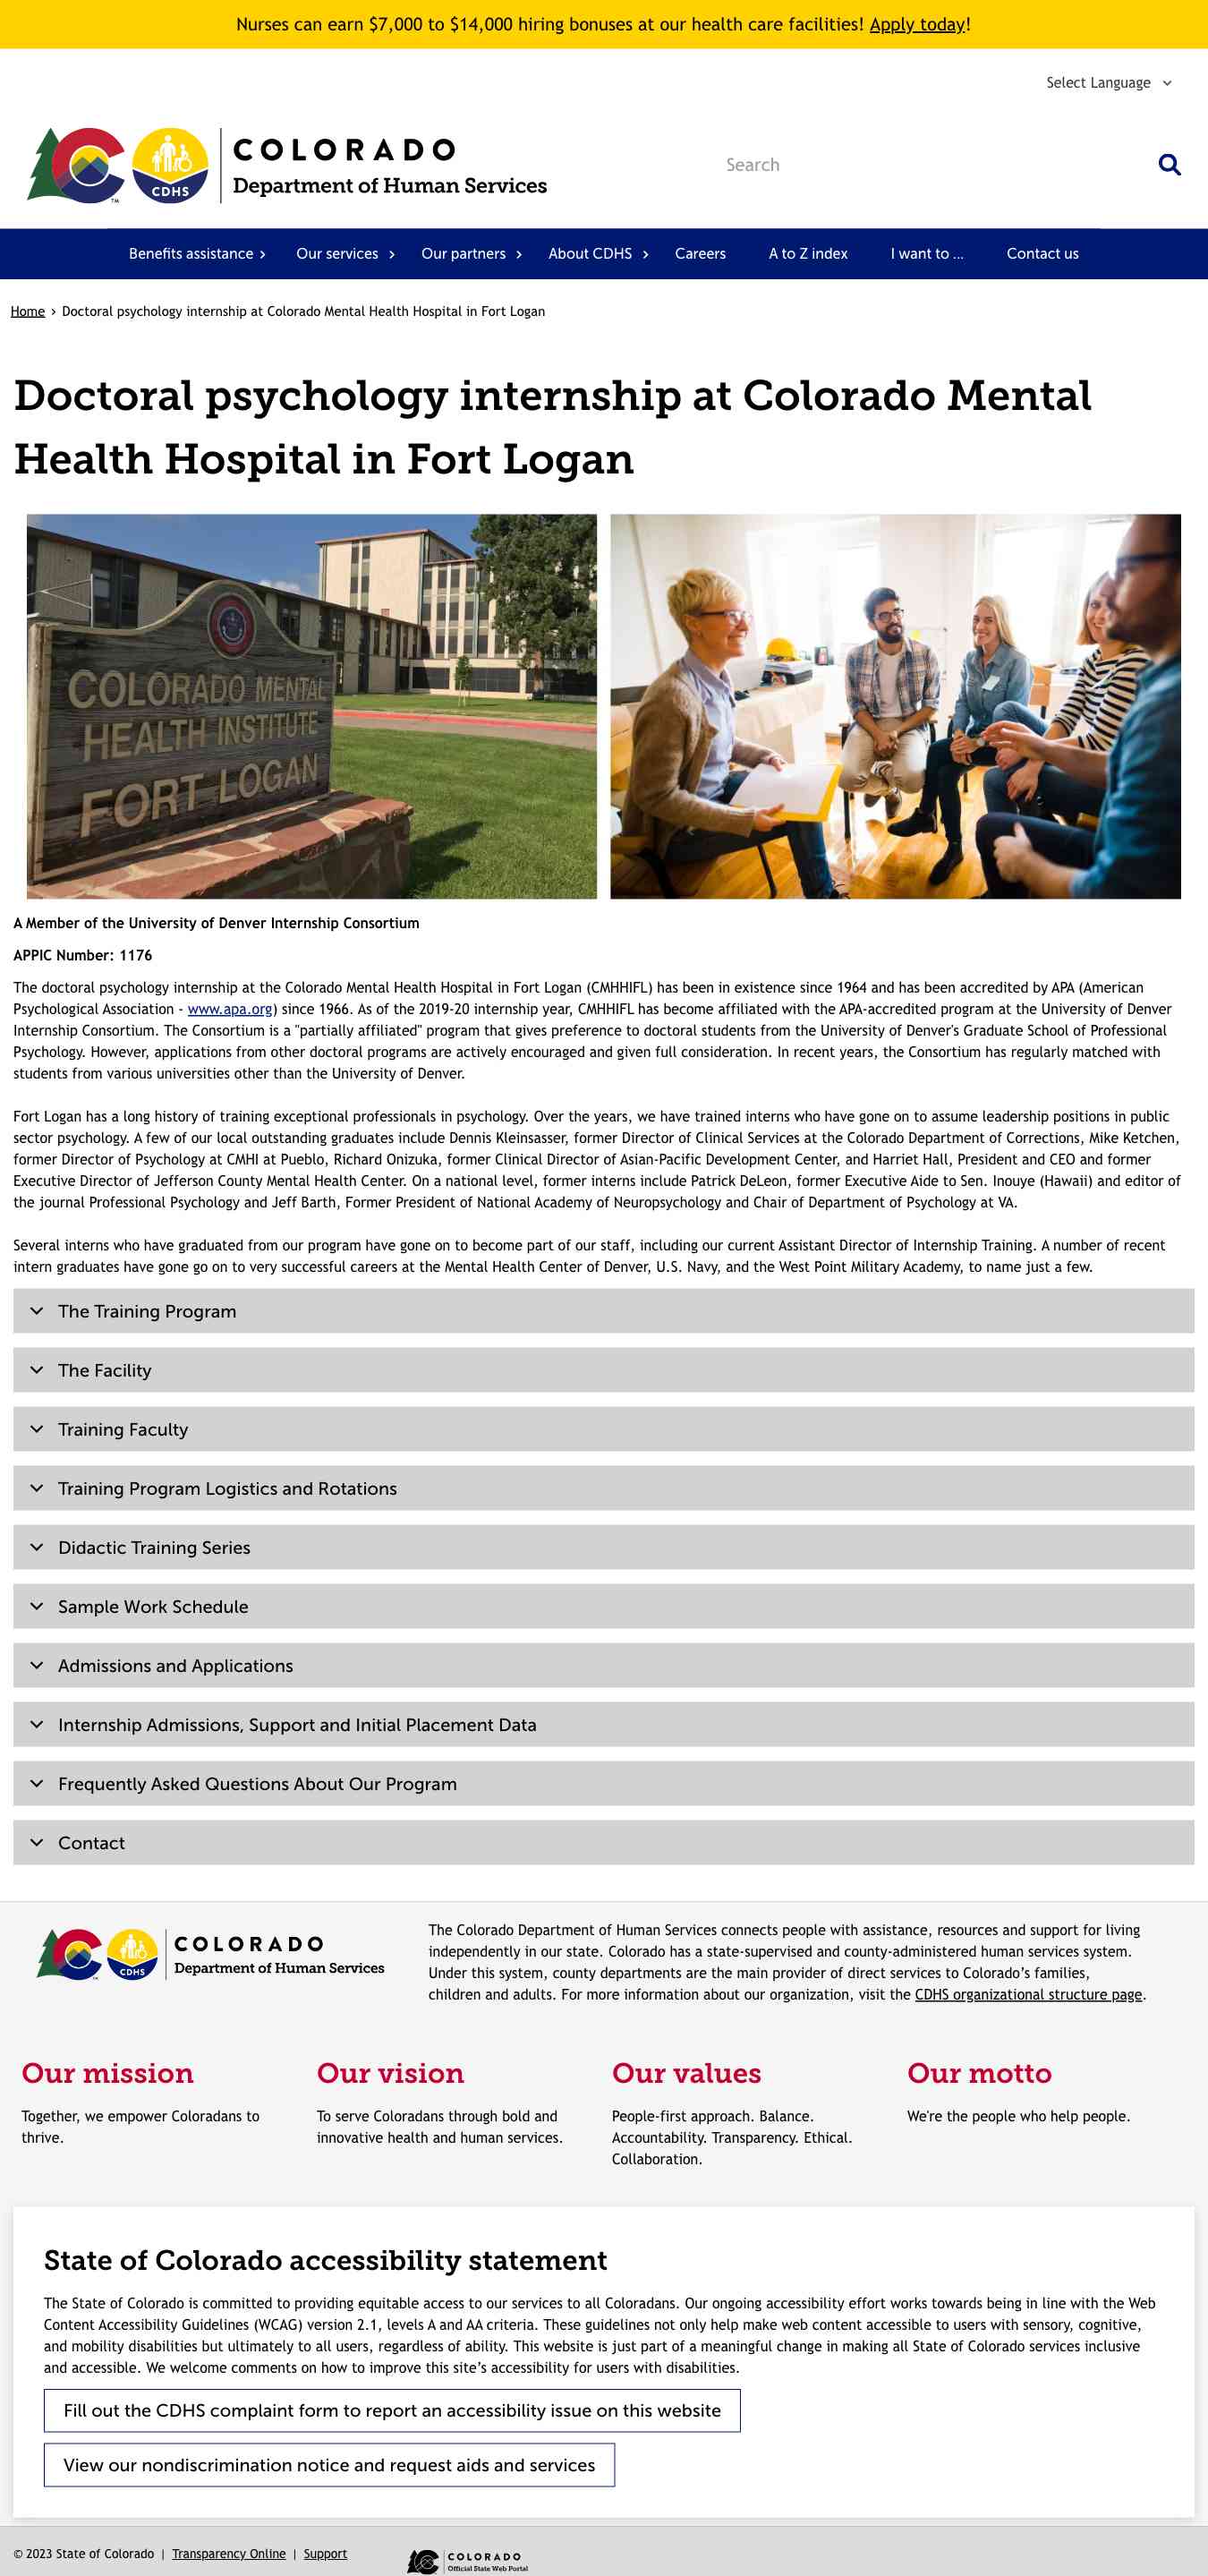 Nurses can earn $7,000 to $14,000 hiring bonuses at our health care facilities! Apply today!
Select Language
CDHS
TM
COLORADO
Department of Human Services
Search
Benefits assistance Our services Our partners About CDHS Careers A to Z index I want to ... Contact us
Home › Doctoral psychology internship at Colorado Mental Health Hospital in Fort Logan
Doctoral psychology internship at Colorado Mental
Health Hospital in Fort Logan
COLORADO MENTAL
HEALTH INSTITUTE
FORT LOGAN
A Member of the University of Denver Internship Consortium
APPIC Number: 1176
The doctoral psychology internship at the Colorado Mental Health Hospital in Fort Logan (CMHHIFL) has been in existence since 1964 and has been accredited by APA (American
Psychological Association - www.apa.org) since 1966. As of the 2019-20 internship year, CMHHIFL has become affiliated with the APA-accredited program at the University of Denver
Internship Consortium. The Consortium is a "partially affiliated" program that gives preference to doctoral students from the University of Denver's Graduate School of Professional
Psychology. However, applications from other doctoral programs are actively encouraged and given full consideration. In recent years, the Consortium has regularly matched with
students from various universities other than the University of Denver.
Fort Logan has a long history of training exceptional professionals in psychology. Over the years, we have trained interns who have gone on to assume leadership positions in public
sector psychology. A few of our local outstanding graduates include Dennis Kleinsasser, former Director of Clinical Services at the Colorado Department of Corrections, Mike Ketchen,
former Director of Psychology at CMHI at Pueblo, Richard Onizuka, former Clinical Director of Asian-Pacific Development Center, and Harriet Hall, President and CEO and former
Executive Director of Jefferson County Mental Health Center. On a national level, former interns include Patrick DeLeon, former Executive Aide to Sen. Inouye (Hawaii) and editor of
the journal Professional Psychology and Jeff Barth, Former President of National Academy of Neuropsychology and Chair of Department of Psychology at VA.
Several interns who have graduated from our program have gone on to become part of our staff, including our current Assistant Director of Internship Training. A number of recent
intern graduates have gone go on to very successful careers at the Mental Health Center of Denver, U.S. Navy, and the West Point Military Academy, to name just a few.
The Training Program
The Facility
Training Faculty
Training Program Logistics and Rotations
Didactic Training Series
Sample Work Schedule
Admissions and Applications
Internship Admissions, Support and Initial Placement Data
Frequently Asked Questions About Our Program
Contact
CDHS
COLORADO
Department of Human Services
The Colorado Department of Human Services connects people with assistance, resources and support for living
independently in our state. Colorado has a state-supervised and county-administered human services system.
Under this system, county departments are the main provider of direct services to Colorado’s families,
children and adults. For more information about our organization, visit the CDHS organizational structure page.
Our mission
Together, we empower Coloradans to
thrive.
Our vision
To serve Coloradans through bold and
innovative health and human services.
Our values
People-first approach. Balance.
Accountability. Transparency. Ethical.
Collaboration.
Our motto
We're the people who help people.
State of Colorado accessibility statement
The State of Colorado is committed to providing equitable access to our services to all Coloradans. Our ongoing accessibility effort works towards being in line with the Web
Content Accessibility Guidelines (WCAG) version 2.1, levels A and AA criteria. These guidelines not only help make web content accessible to users with sensory, cognitive,
and mobility disabilities but ultimately to all users, regardless of ability. This website is just part of a meaningful change in making all State of Colorado services inclusive
and accessible. We welcome comments on how to improve this site’s accessibility for users with disabilities.
Fill out the CDHS complaint form to report an accessibility issue on this website
View our nondiscrimination notice and request aids and services
© 2023 State of Colorado | Transparency Online | Support
COLORADO
Official State Web Portal